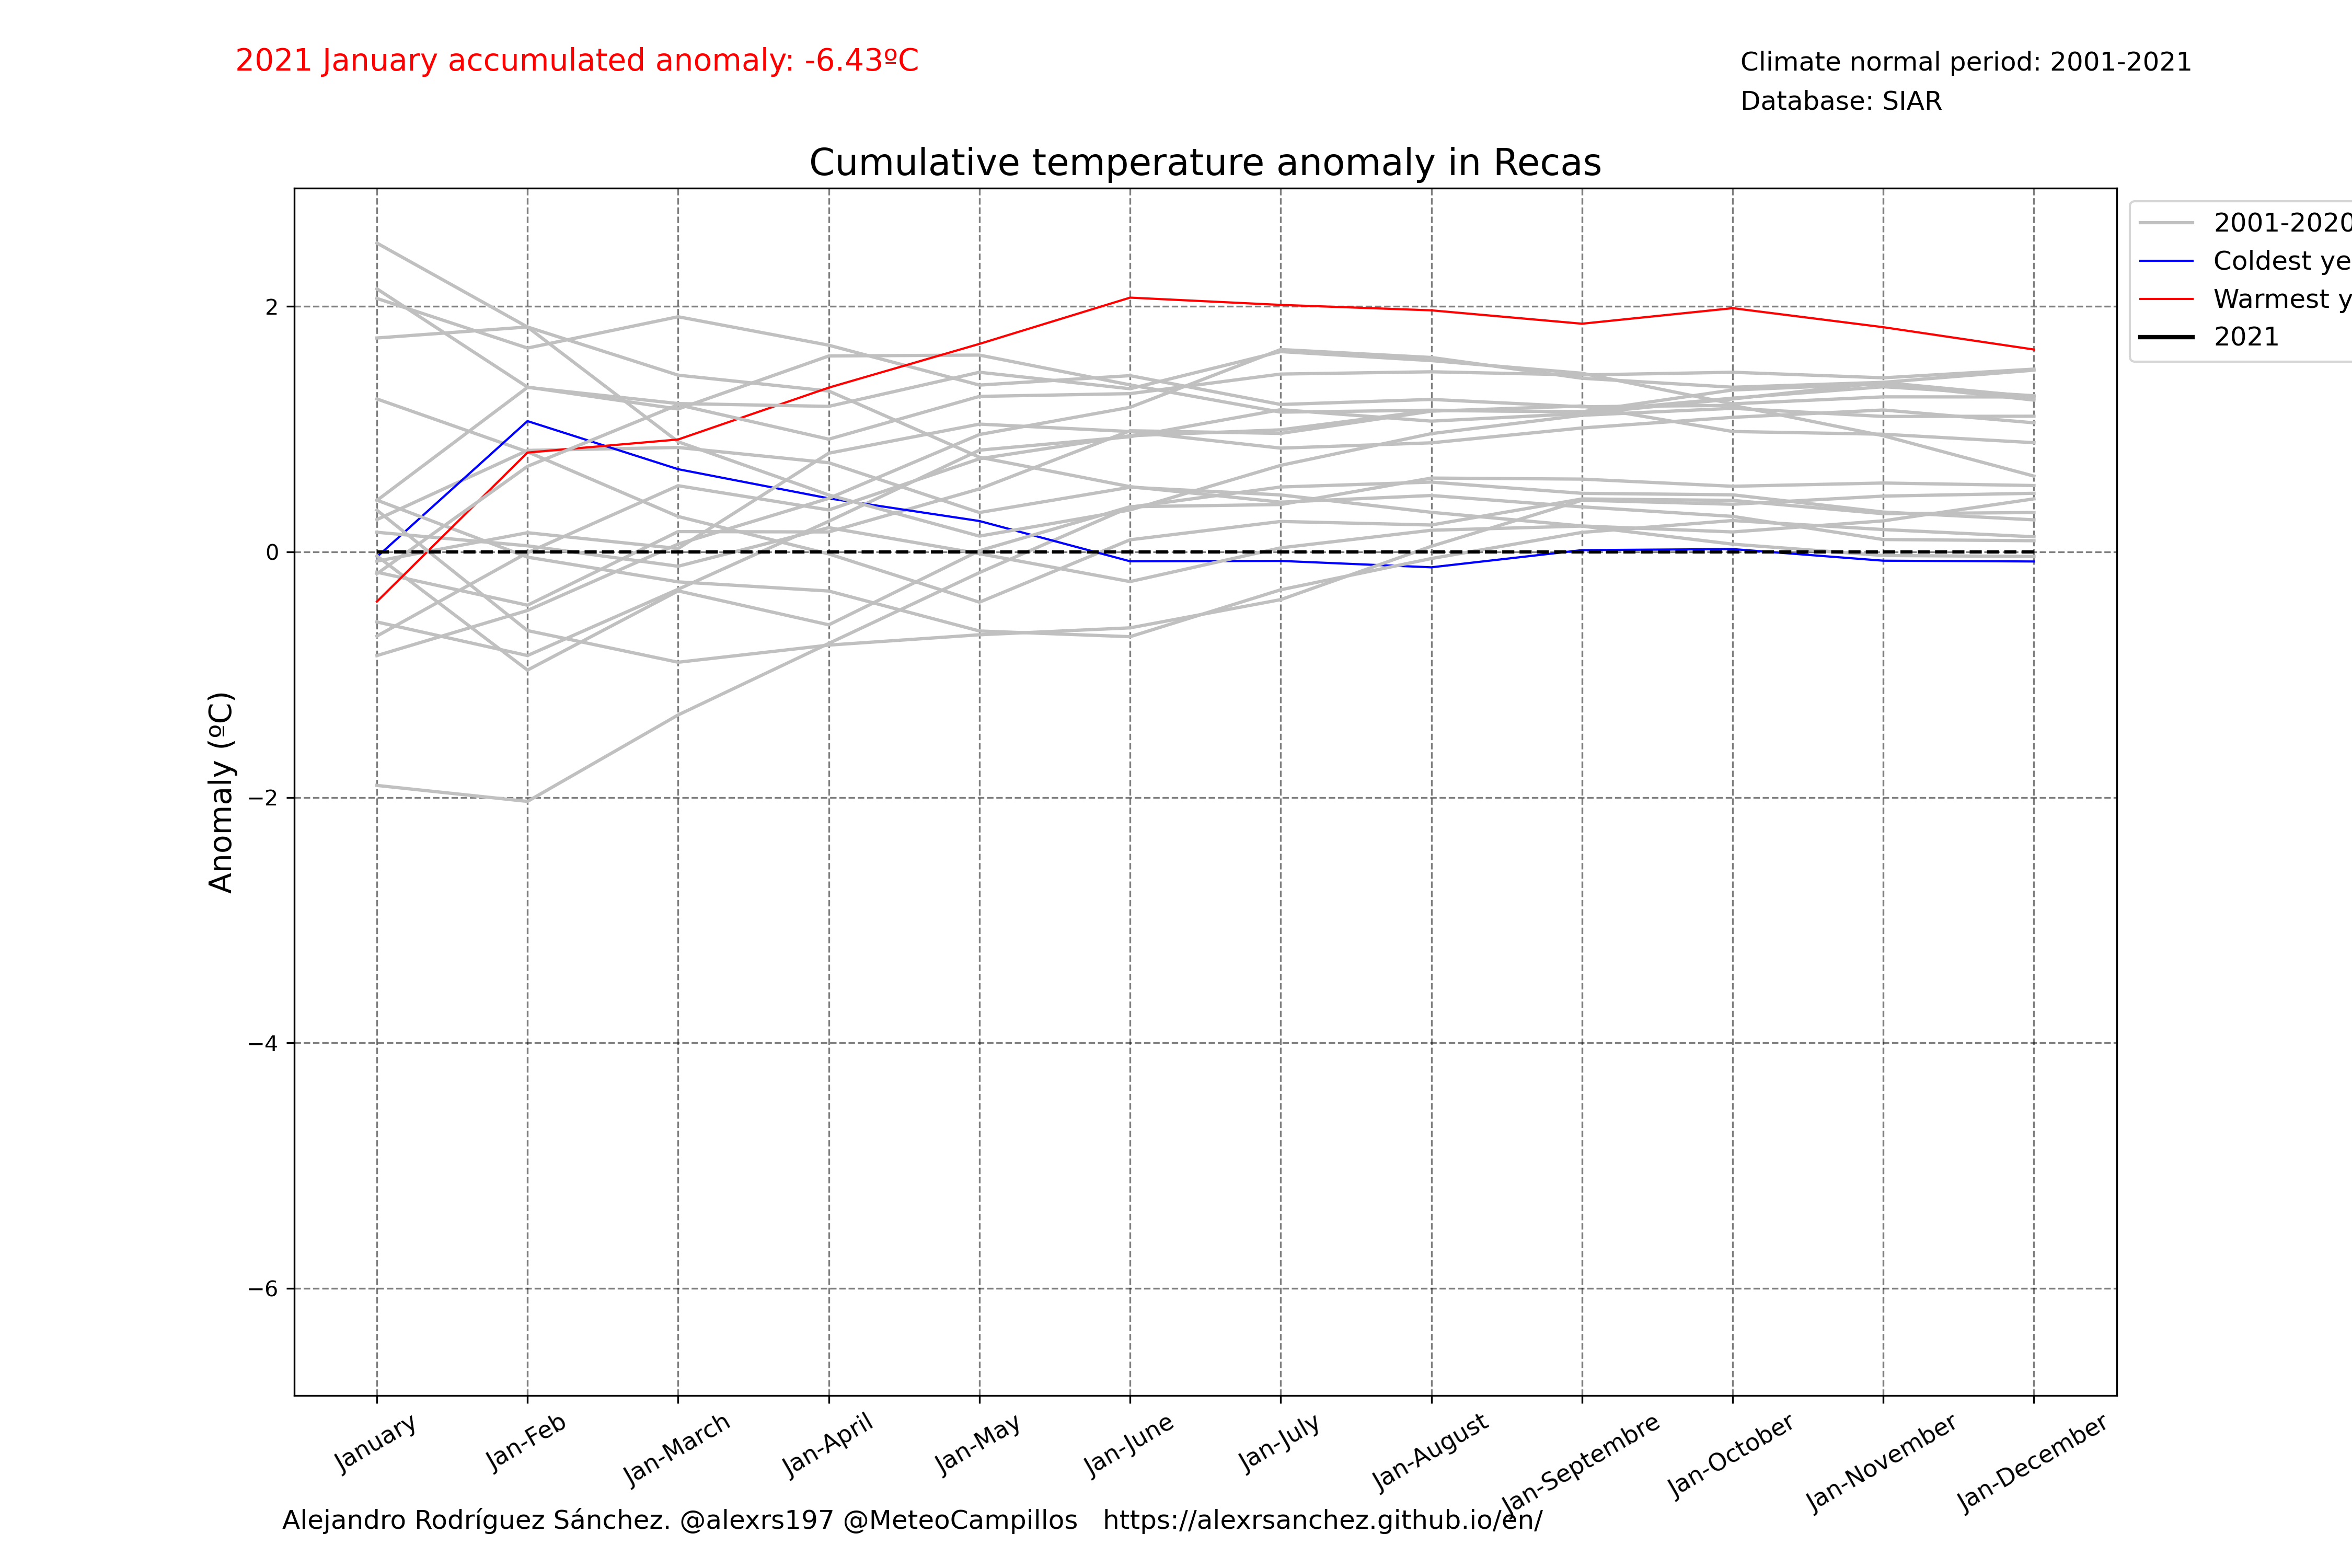 2021 January accumulated anomaly: -6.43ºC
Climate normal period: 2001-2021
Database: SIAR
Cumulative temperature anomaly in Recas
2001-2020
Coldest ye
Warmest y
2021
2
0
−2
−4
−6
Anomaly (ºC)
January
Jan-Feb
Jan-March
Jan-April
Jan-May
Jan-June
Jan-July
Jan-August
Jan-Septembre
Jan-October
Jan-November
Jan-December
Alejandro Rodríguez Sánchez. @alexrs197 @MeteoCampillos   https://alexrsanchez.github.io/en/